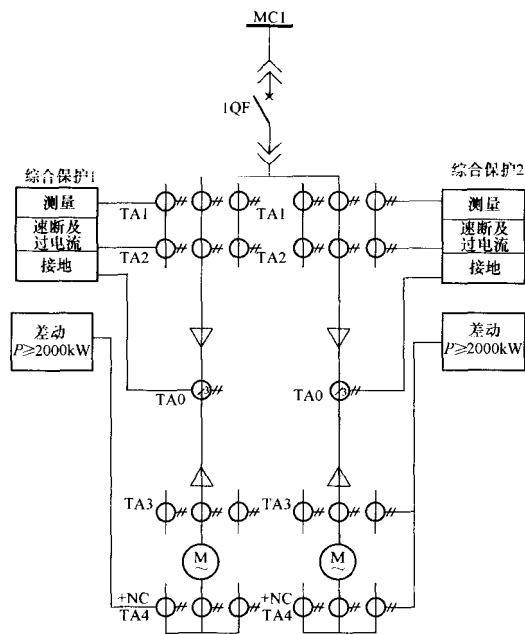 MC1
1QF
综合保护1
综合保护2
测量
TA1
TA1
测量
速断及
过电流
TA2
TA2
速断及
过电流
接地
接地
差动
P≥2000kW
差动
P≥2000kW
TA0
3
TA0
3
TA3
TA3
M
~
M
~
+NC
TA4
+NC
TA4